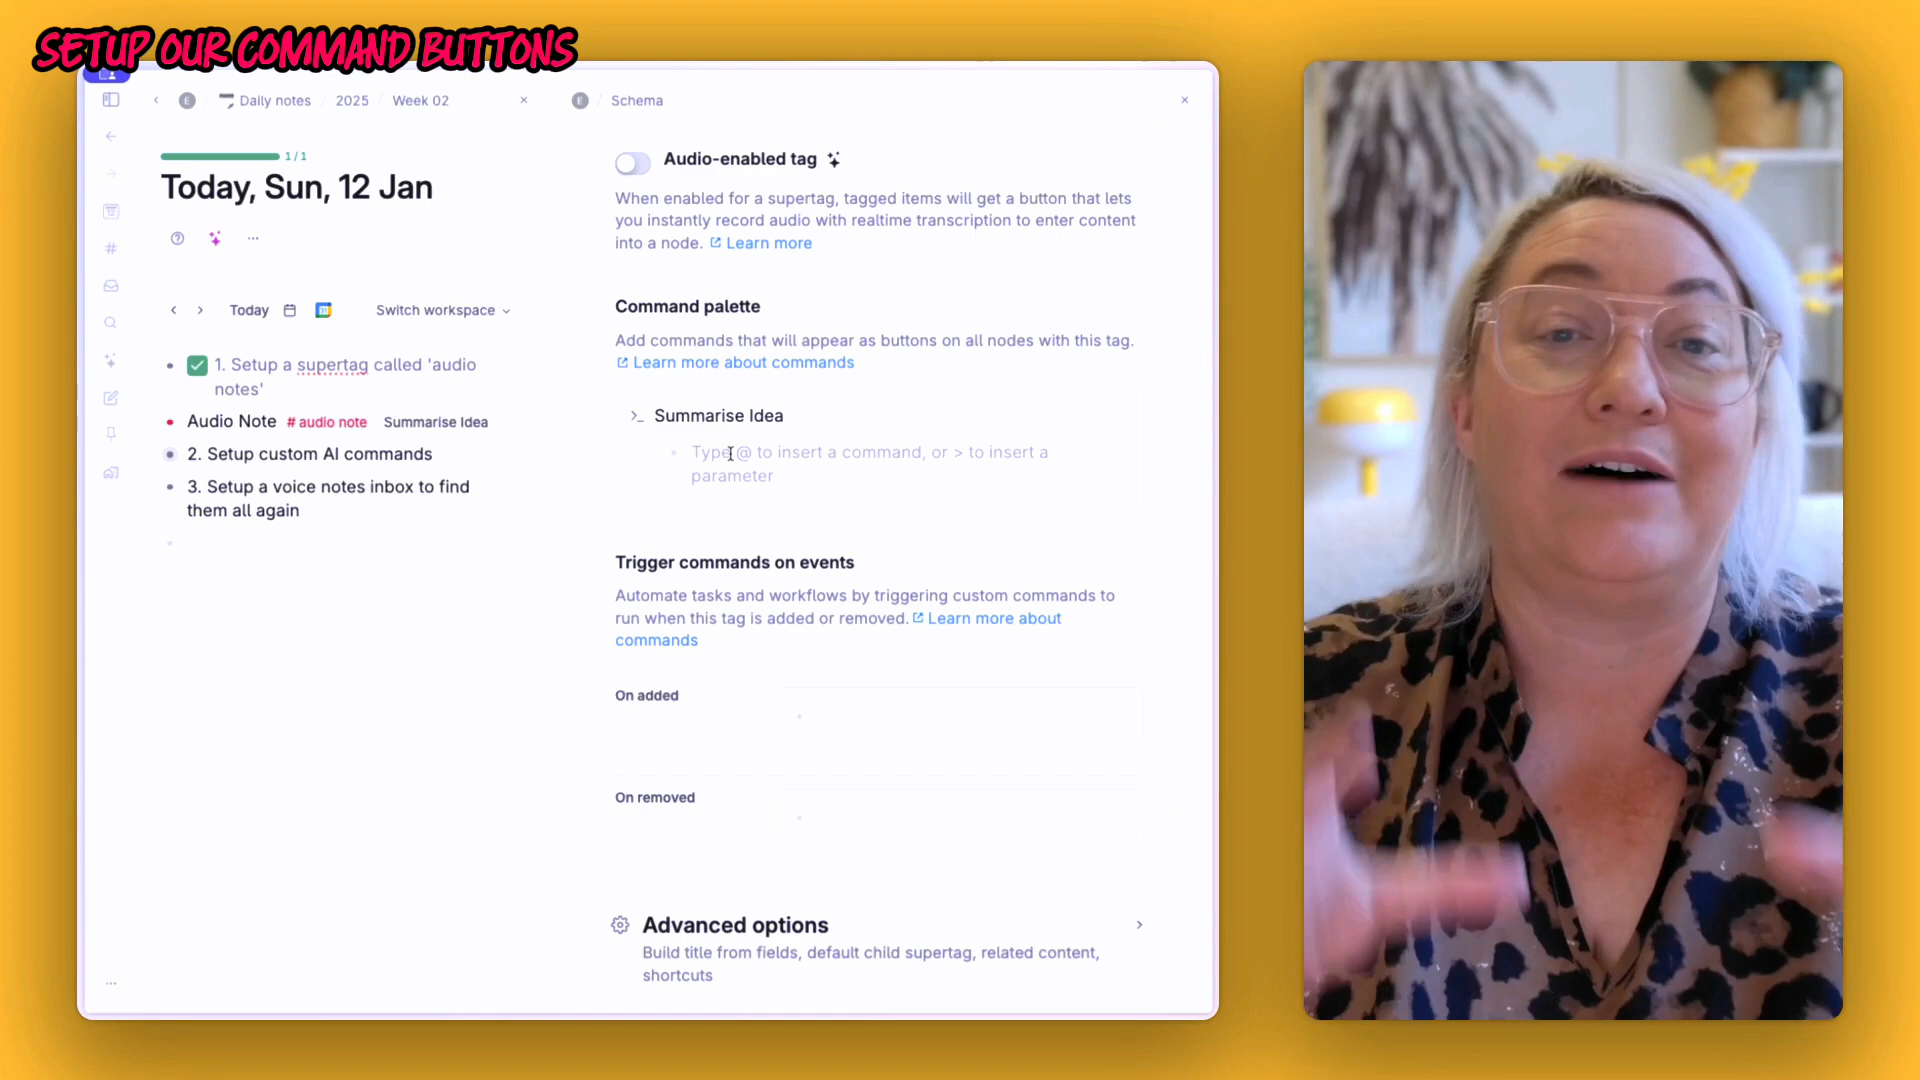 SETUP OUR COMMAND BUTTONS
E / Daily notes / 2025 / Week 02
E / Schema
1 / 1
Today, Sun, 12 Jan
Today
Switch workspace
1. Setup a supertag called 'audio
notes'
Audio Note # audio note Summarise Idea
2. Setup custom AI commands
3. Setup a voice notes inbox to find
them all again
Audio-enabled tag
When enabled for a supertag, tagged items will get a button that lets
you instantly record audio with realtime transcription to enter content
into a node. Learn more
Command palette
Add commands that will appear as buttons on all nodes with this tag.
Learn more about commands
>_ Summarise Idea
Type @ to insert a command, or > to insert a
parameter
Trigger commands on events
Automate tasks and workflows by triggering custom commands to
run when this tag is added or removed. Learn more about
commands
On added
On removed
Advanced options
Build title from fields, default child supertag, related content,
shortcuts